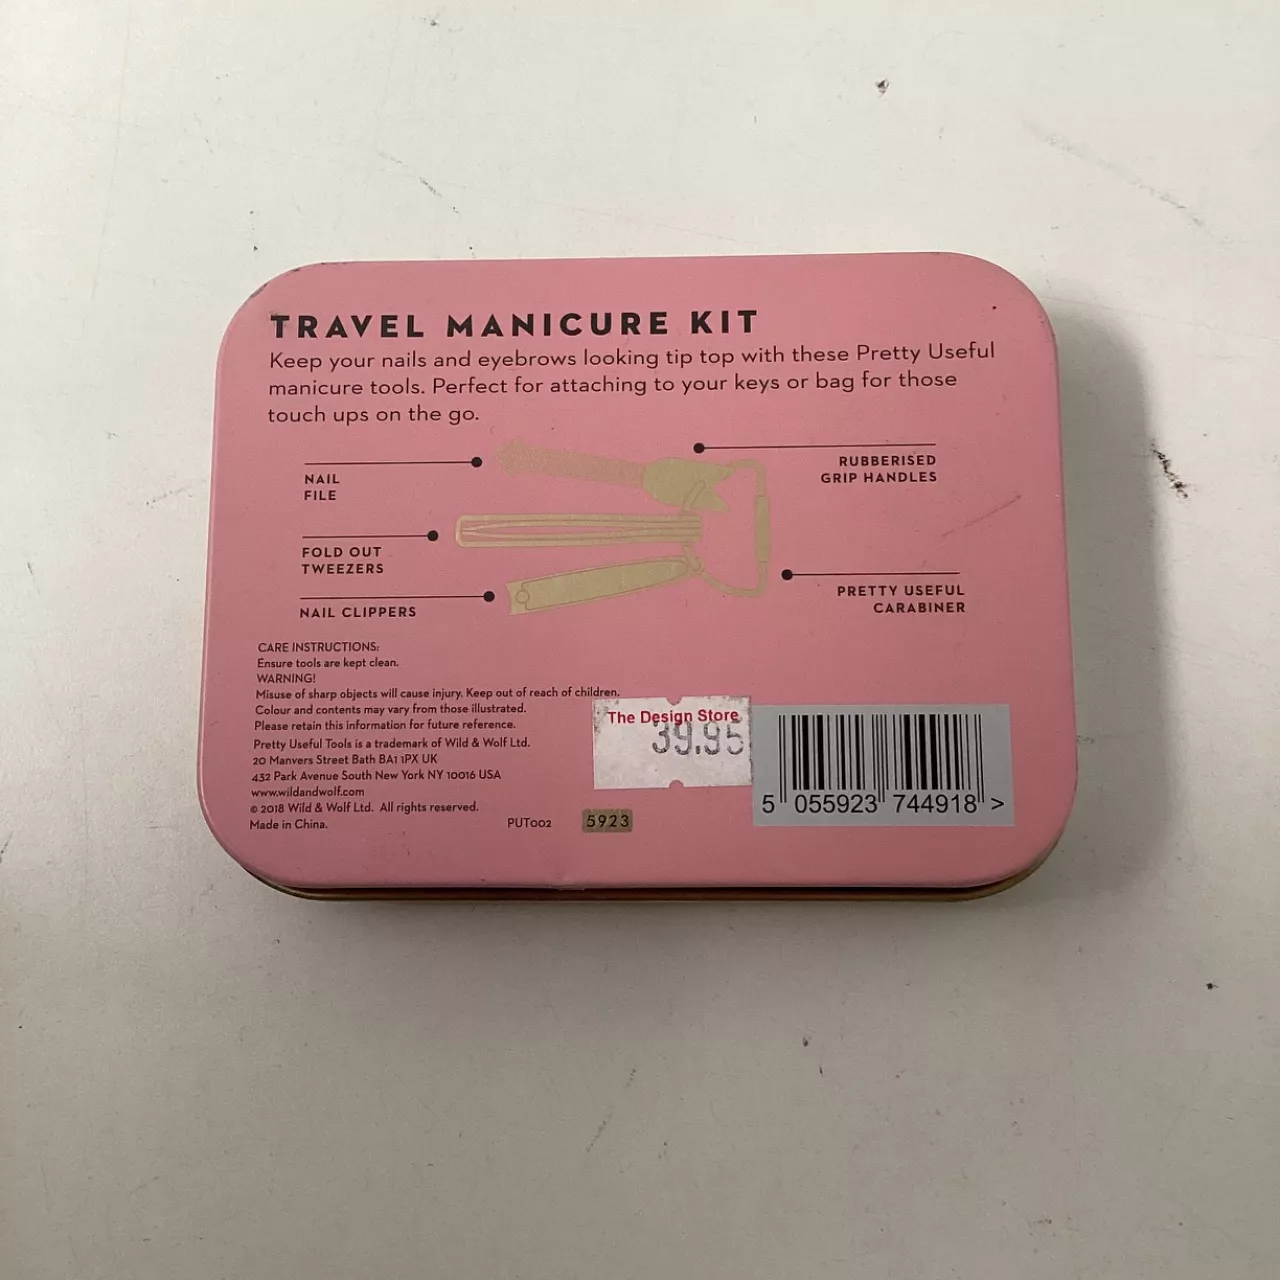 TRAVEL MANICURE KIT
Keep your nails and eyebrows looking tip top with these Pretty Useful
manicure tools. Perfect for attaching to your keys or bag for those
touch ups on the go.
NAIL
FILE
RUBBERISED
GRIP HANDLES
FOLD OUT
TWEEZERS
NAIL CLIPPERS
PRETTY USEFUL
CARABINER
CARE INSTRUCTIONS:
Ensure tools are kept clean.
WARNING!
Misuse of sharp objects will cause injury. Keep out of reach of children.
Colour and contents may vary from those illustrated.
Please retain this information for future reference.
Pretty Useful Tools is a trademark of Wild & Wolf Ltd.
20 Manvers Street Bath BA1 1PX UK
432 Park Avenue South New York NY 10016 USA
www.wildandwolf.com
© 2018 Wild & Wolf Ltd. All rights reserved.
Made in China.
PUT002
5923
The Design Store
39.95
5 055923 744918 >